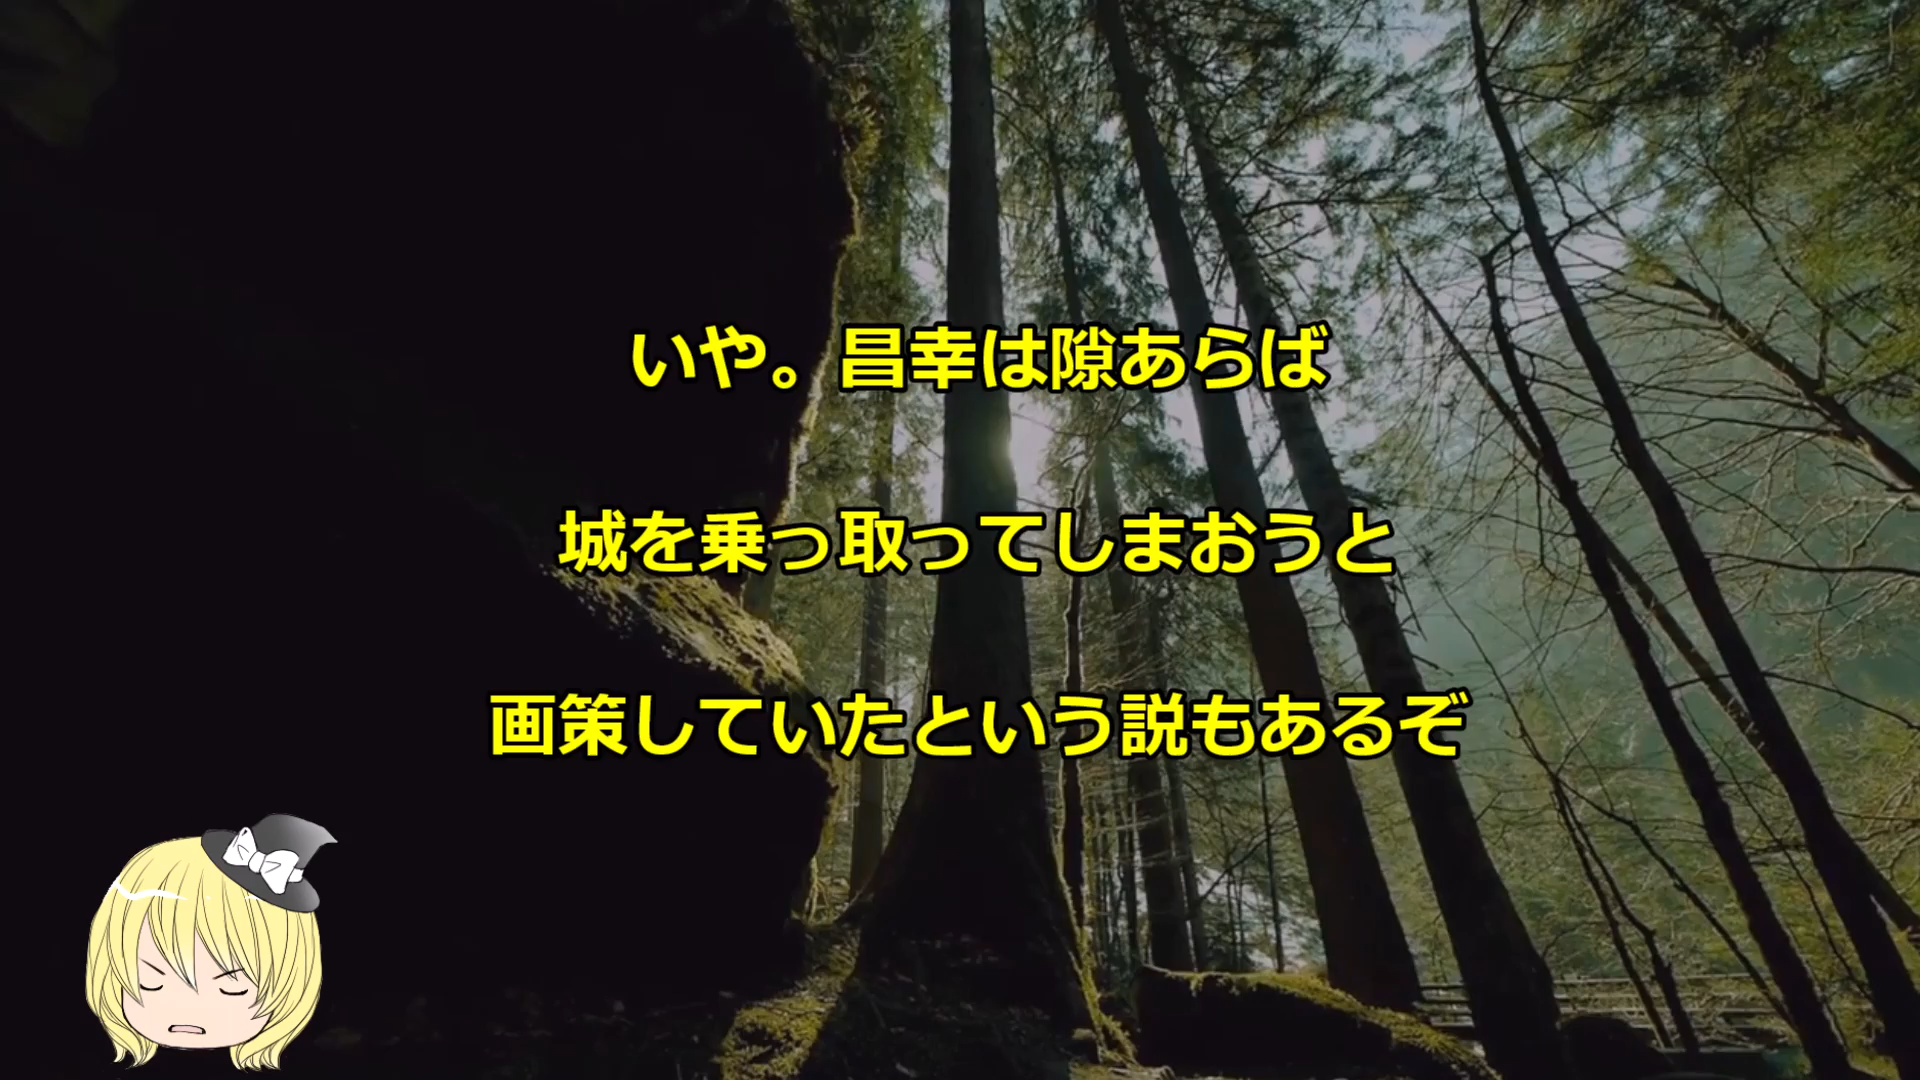 いや。昌幸は隙あらば
城を乗っ取ってしまおうと
画策していたという説もあるぞ